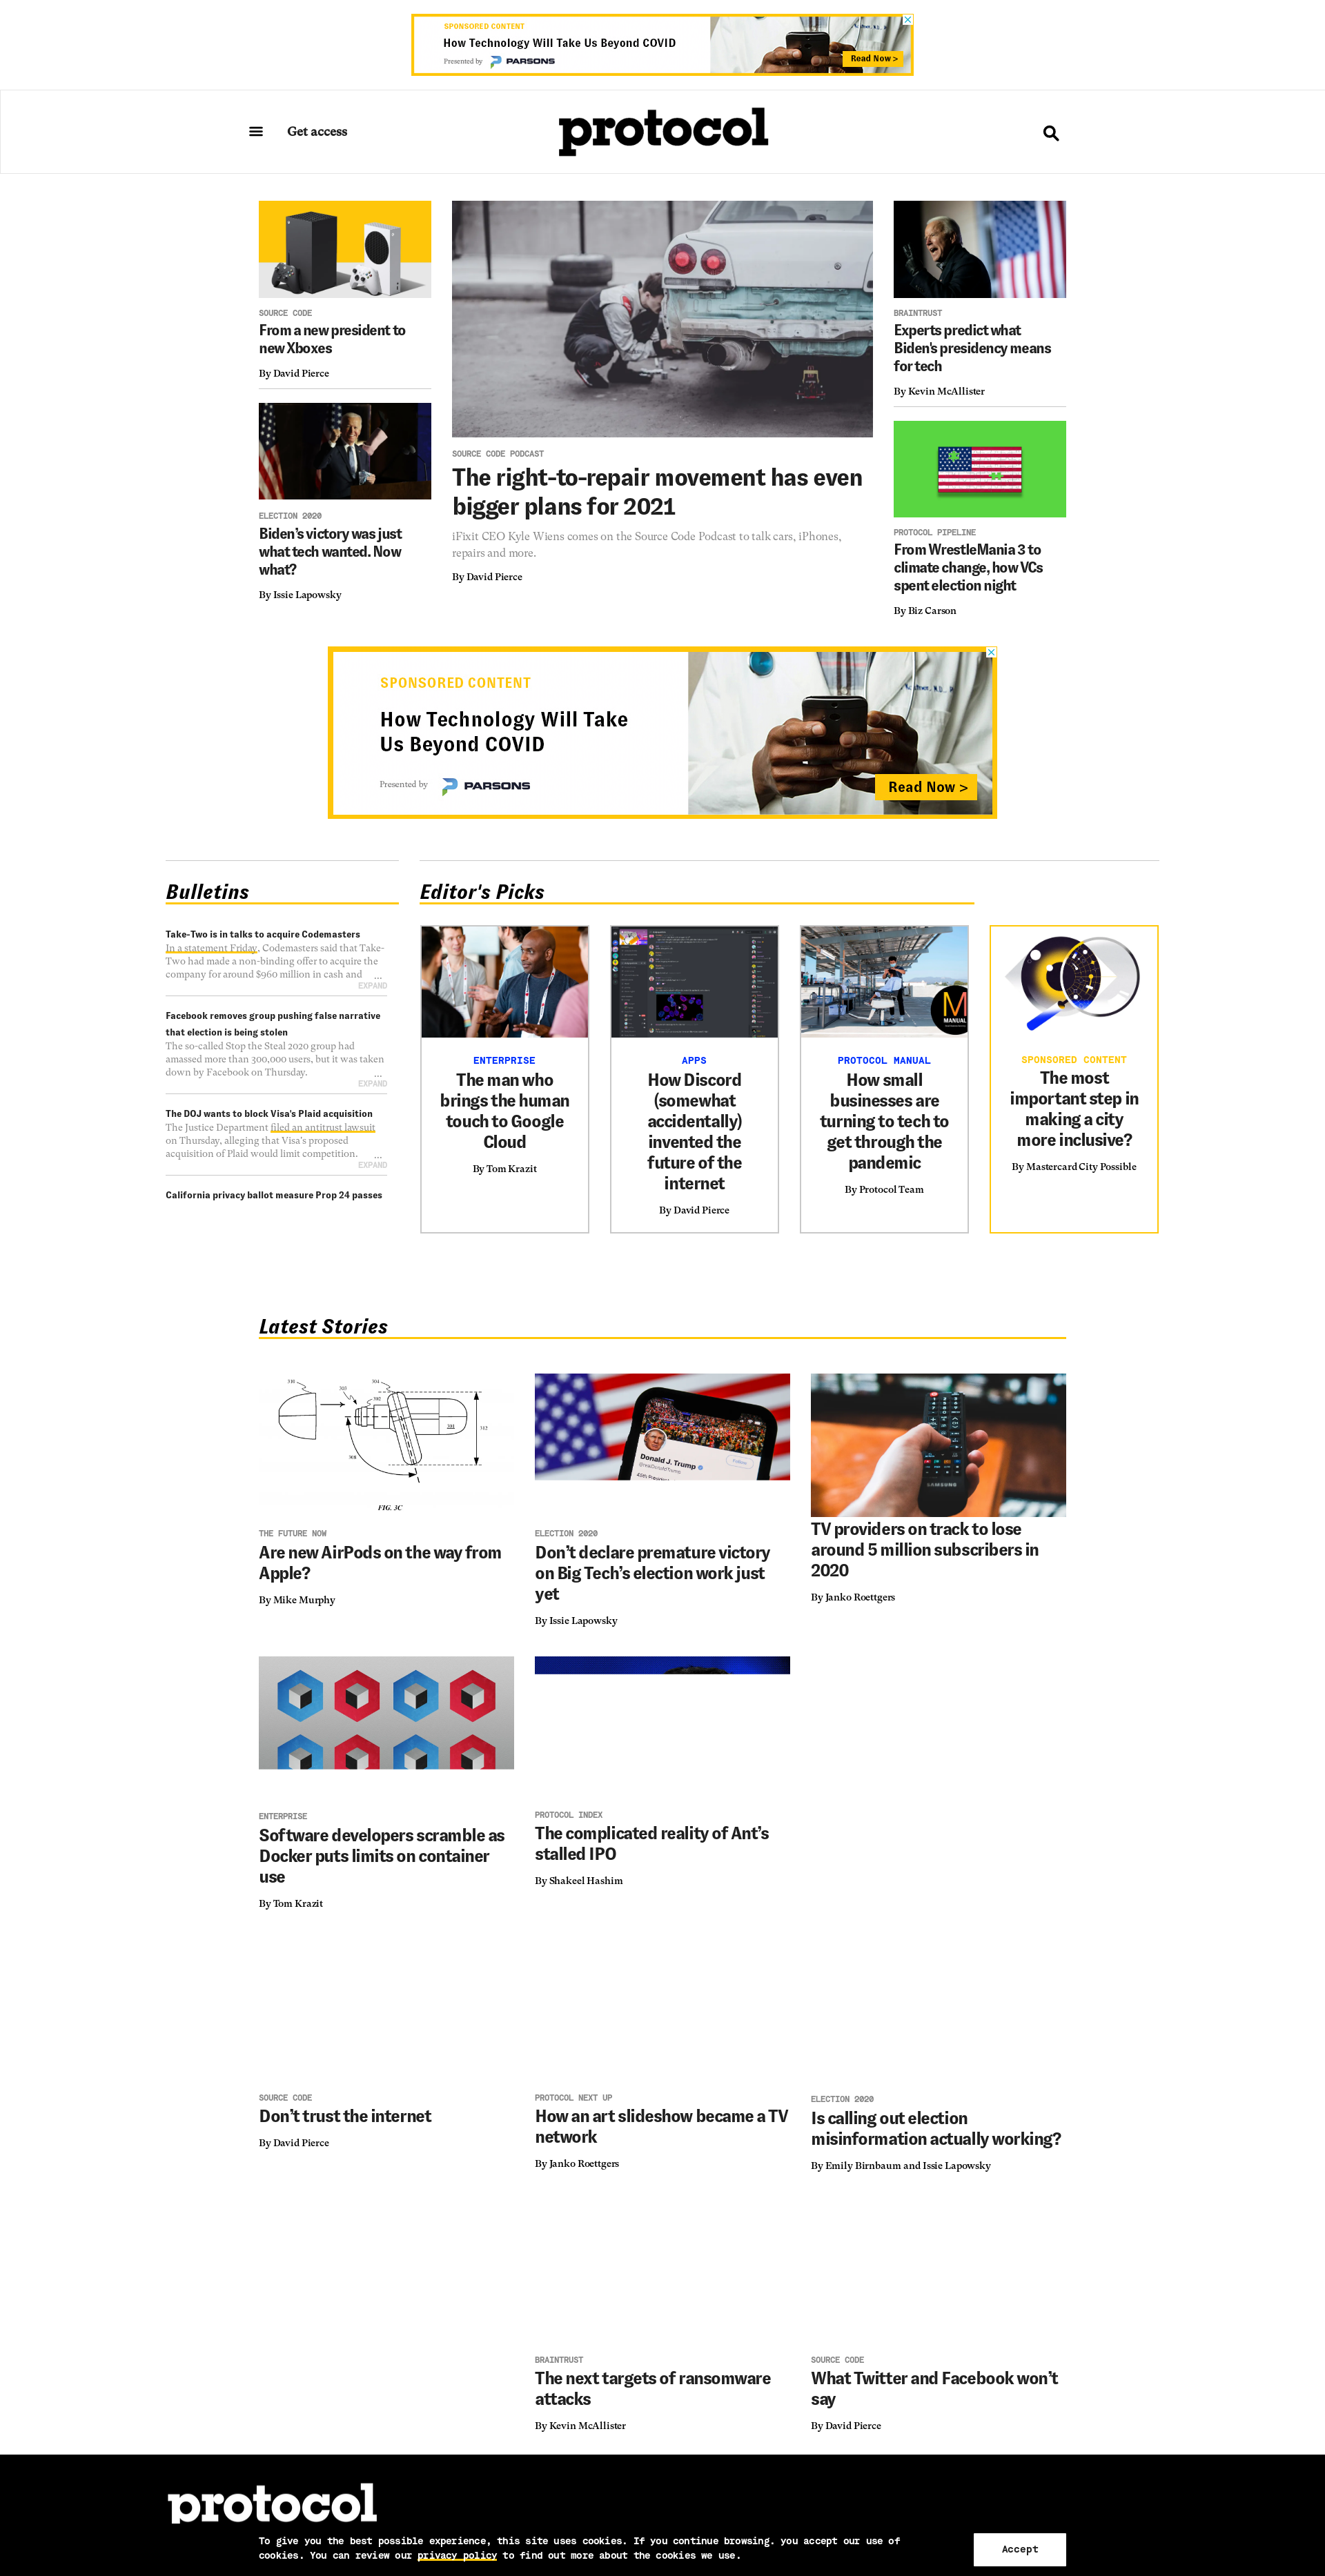 SPONSORED CONTENT
How Technology Will Take Us Beyond COVID
Presented by PARSONS
Read Now >
Get access
protocol
SOURCE CODE
From a new president to
new Xboxes
By David Pierce
ELECTION 2020
Biden’s victory was just
what tech wanted. Now
what?
By Issie Lapowsky
SOURCE CODE PODCAST
The right-to-repair movement has even
bigger plans for 2021
iFixit CEO Kyle Wiens comes on the Source Code Podcast to talk cars, iPhones,
repairs and more.
By David Pierce
BRAINTRUST
Experts predict what
Biden's presidency means
for tech
By Kevin McAllister
PROTOCOL PIPELINE
From WrestleMania 3 to
climate change, how VCs
spent election night
By Biz Carson
SPONSORED CONTENT
How Technology Will Take
Us Beyond COVID
Presented by PARSONS
Read Now >
Bulletins
Take-Two is in talks to acquire Codemasters
In a statement Friday, Codemasters said that Take-
Two had made a non-binding offer to acquire the
company for around $960 million in cash and ...
EXPAND
Facebook removes group pushing false narrative
that election is being stolen
The so-called Stop the Steal 2020 group had
amassed more than 300,000 users, but it was taken
down by Facebook on Thursday. ...
EXPAND
The DOJ wants to block Visa's Plaid acquisition
The Justice Department filed an antitrust lawsuit
on Thursday, alleging that Visa's proposed
acquisition of Plaid would limit competition. ...
EXPAND
California privacy ballot measure Prop 24 passes
Editor's Picks
ENTERPRISE
The man who
brings the human
touch to Google
Cloud
By Tom Krazit
APPS
How Discord
(somewhat
accidentally)
invented the
future of the
internet
By David Pierce
M
MANUAL
PROTOCOL MANUAL
How small
businesses are
turning to tech to
get through the
pandemic
By Protocol Team
SPONSORED CONTENT
The most
important step in
making a city
more inclusive?
By Mastercard City Possible
Latest Stories
310
304
303
302
301
312
308
FIG. 3C
THE FUTURE NOW
Are new AirPods on the way from
Apple?
By Mike Murphy
Donald J. Trump
@realDonaldTrump
Follow
ELECTION 2020
Don’t declare premature victory
on Big Tech’s election work just
yet
By Issie Lapowsky
SAMSUNG
TV providers on track to lose
around 5 million subscribers in
2020
By Janko Roettgers
ENTERPRISE
Software developers scramble as
Docker puts limits on container
use
By Tom Krazit
PROTOCOL INDEX
The complicated reality of Ant’s
stalled IPO
By Shakeel Hashim
SOURCE CODE
Don’t trust the internet
By David Pierce
PROTOCOL NEXT UP
How an art slideshow became a TV
network
By Janko Roettgers
ELECTION 2020
Is calling out election
misinformation actually working?
By Emily Birnbaum and Issie Lapowsky
BRAINTRUST
The next targets of ransomware
attacks
By Kevin McAllister
SOURCE CODE
What Twitter and Facebook won’t
say
By David Pierce
protocol
To give you the best possible experience, this site uses cookies. If you continue browsing. you accept our use of
cookies. You can review our privacy policy to find out more about the cookies we use.
Accept